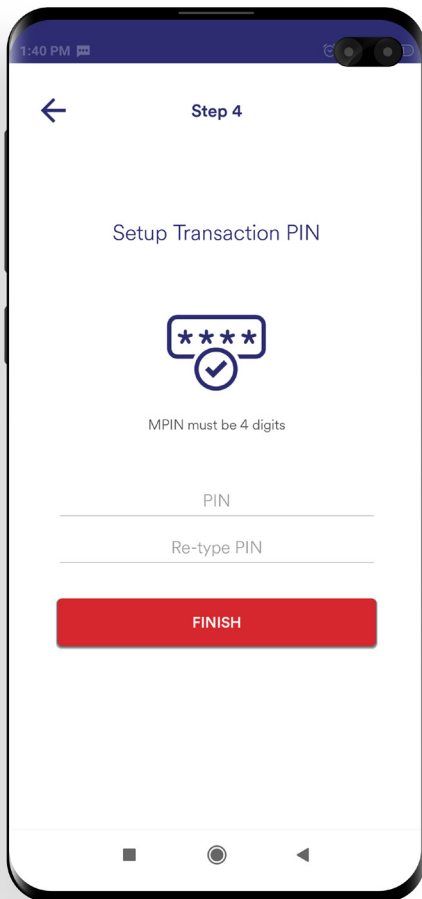 1:40 PM
Step 4
Setup Transaction PIN
****
MPIN must be 4 digits
PIN
Re-type PIN
FINISH